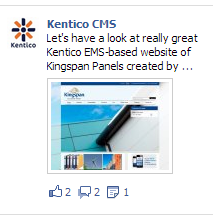 Kentico CMS
Let's have a look at really great
Kentico EMS-based website of
Kingspan Panels created by ...
Kentico
Kingspan
2 2 1